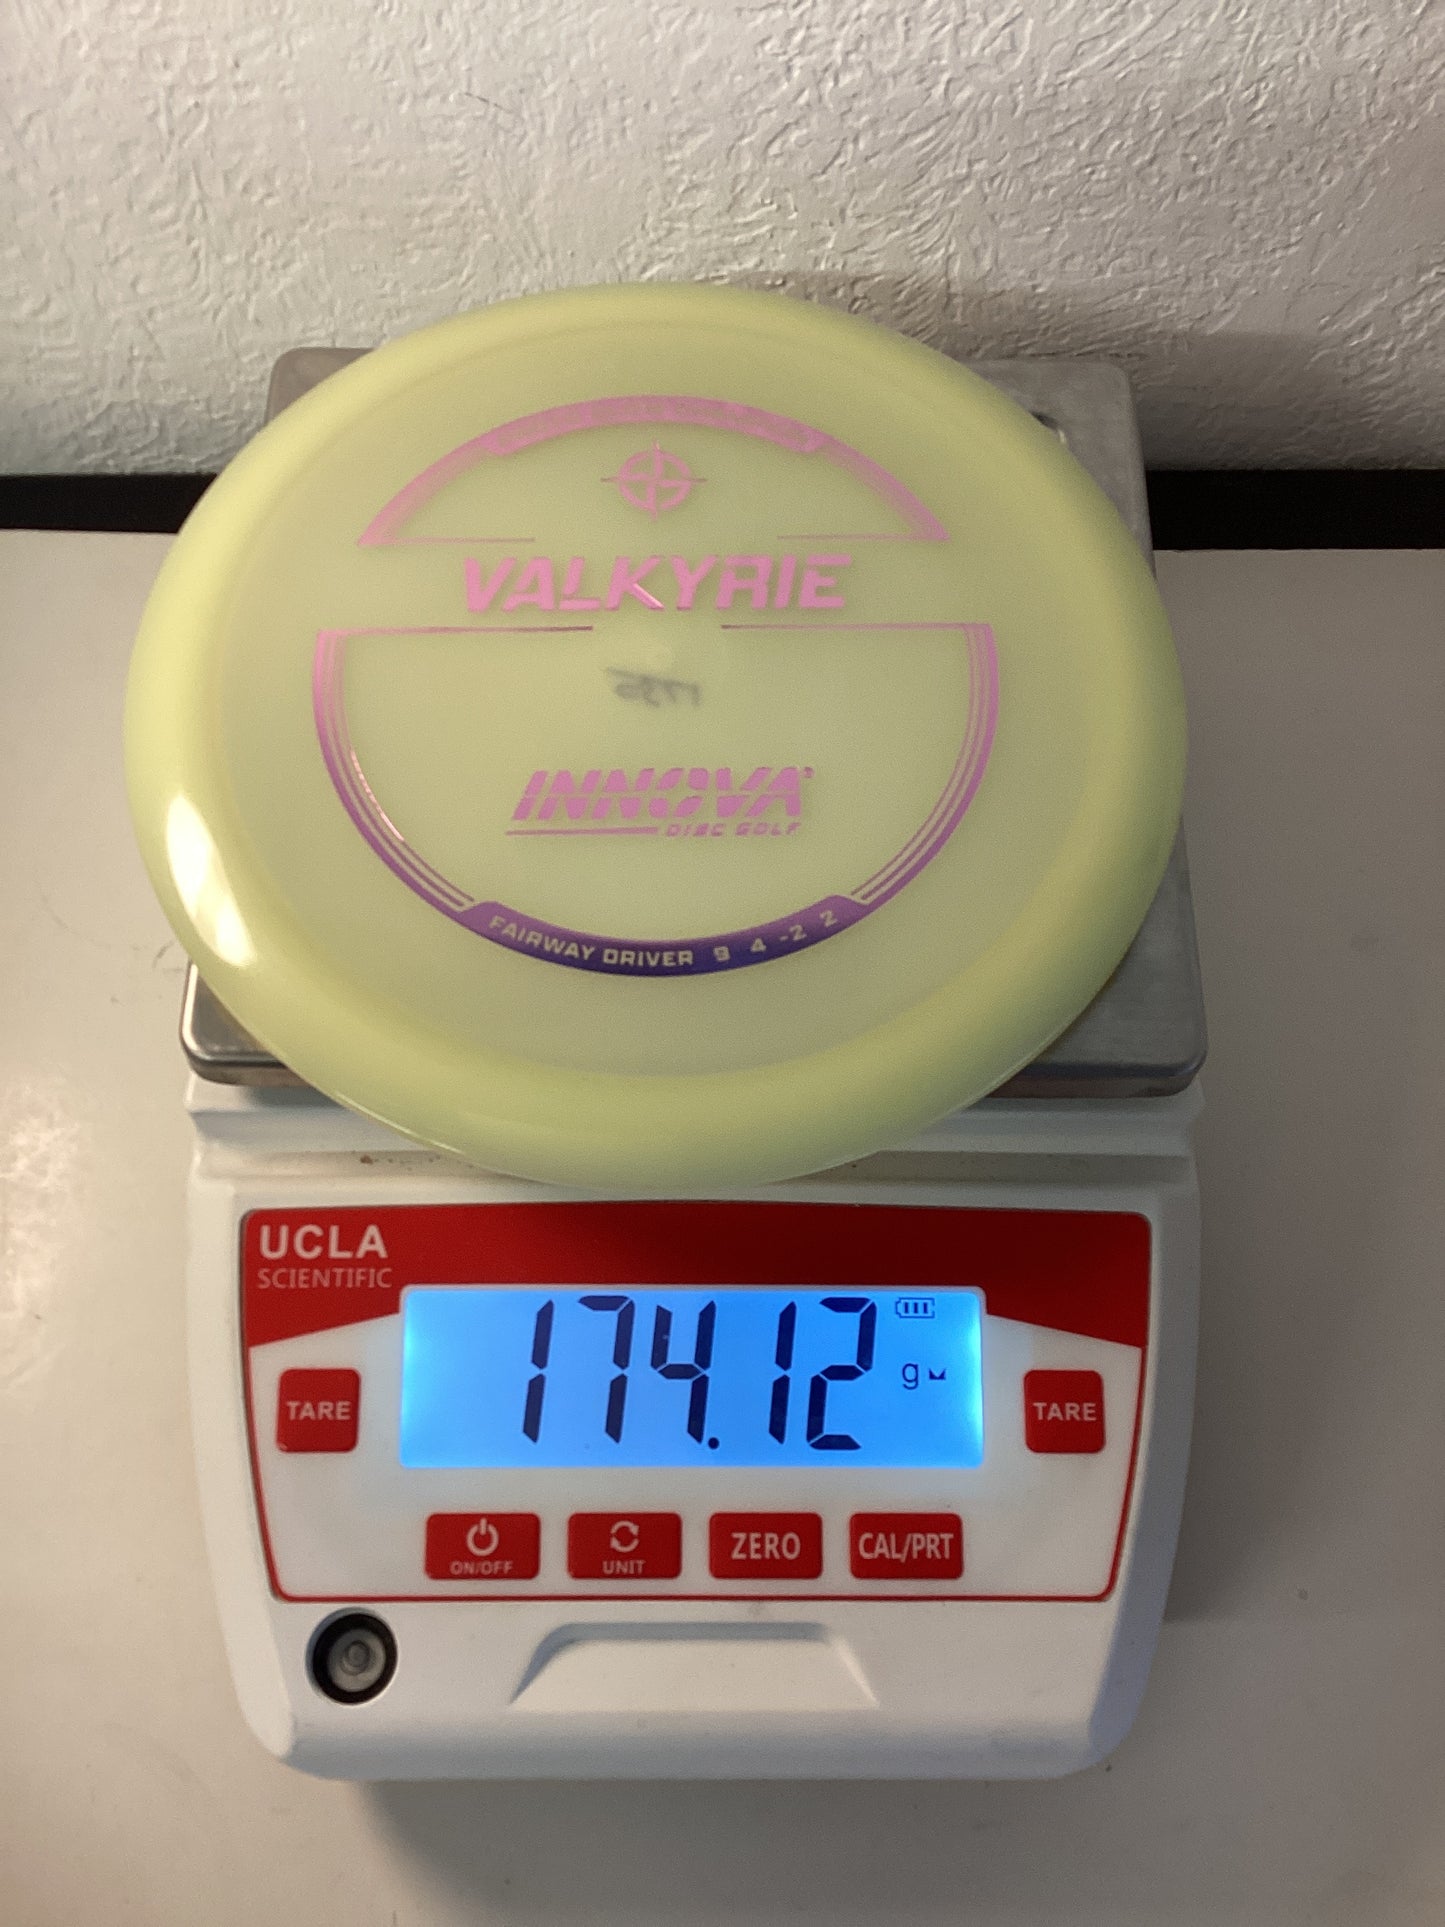 VALKYRIE
INNOVA
DISC GOLF
FAIRWAY DRIVER 9 4 -2 2
UCLA
SCIENTIFIC
174.12 g
TARE
TARE
ON/OFF
UNIT
ZERO
CAL/PRT